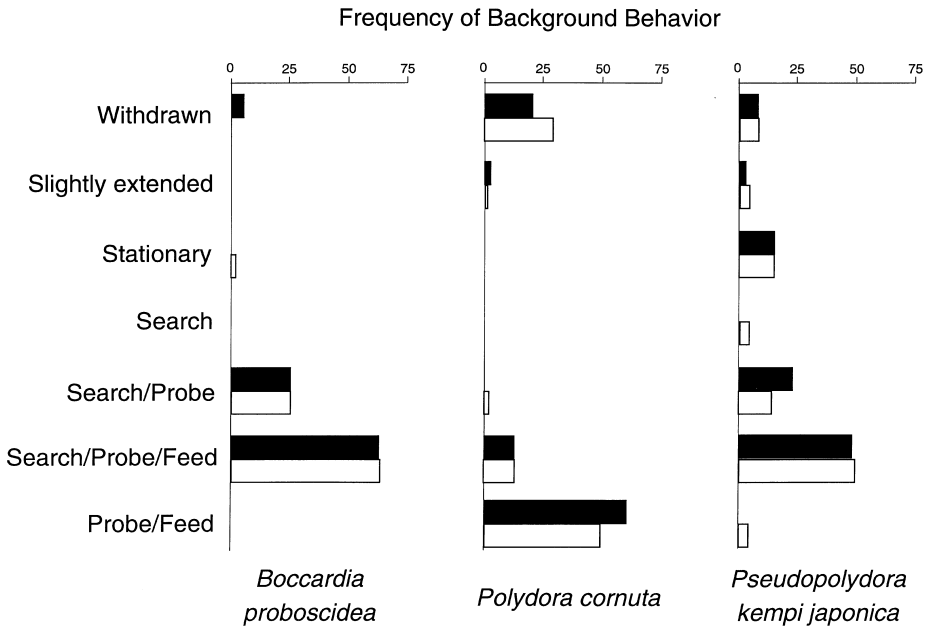 Frequency of Background Behavior
0 25 50 75 0 25 50 75 0 25 50 75
Withdrawn
Slightly extended
Stationary
Search
Search/Probe
Search/Probe/Feed
Probe/Feed
Boccardia
proboscidea
Polydora cornuta
Pseudopolydora
kempi japonica